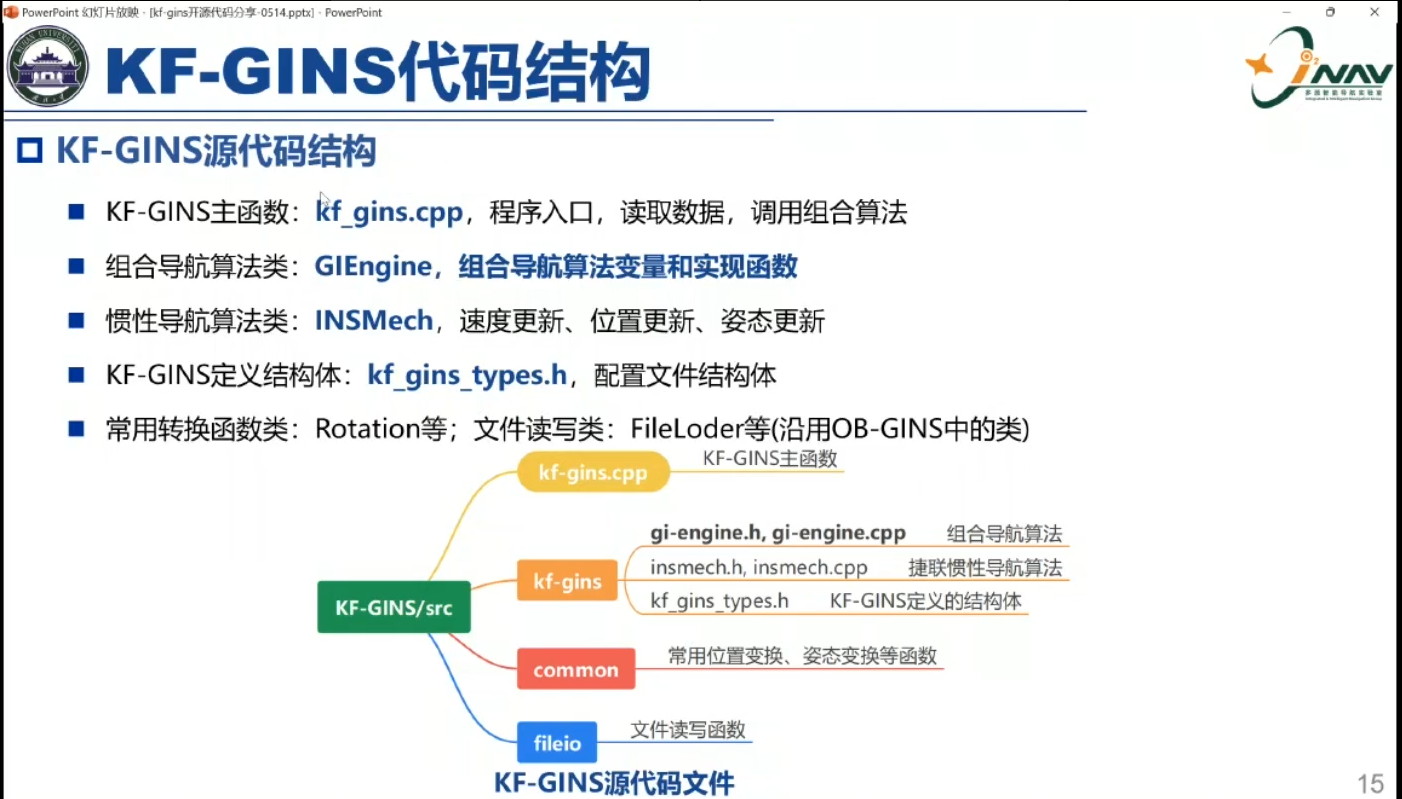 PowerPoint 幻灯片放映 - [kf-gins开源代码分享-0514.pptx] - PowerPoint
KF-GINS代码结构
i2NAV
多源智能导航实验室
KF-GINS源代码结构
KF-GINS主函数：kf_gins.cpp，程序入口，读取数据，调用组合算法
组合导航算法类：GIEngine，组合导航算法变量和实现函数
惯性导航算法类：INSMech，速度更新、位置更新、姿态更新
KF-GINS定义结构体：kf_gins_types.h，配置文件结构体
常用转换函数类：Rotation等；文件读写类：FileLoder等(沿用OB-GINS中的类)
kf-gins.cpp
KF-GINS主函数
gi-engine.h, gi-engine.cpp 组合导航算法
insmech.h, insmech.cpp 捷联惯性导航算法
kf-gins
kf_gins_types.h KF-GINS定义的结构体
KF-GINS/src
common
常用位置变换、姿态变换等函数
fileio
文件读写函数
KF-GINS源代码文件
15